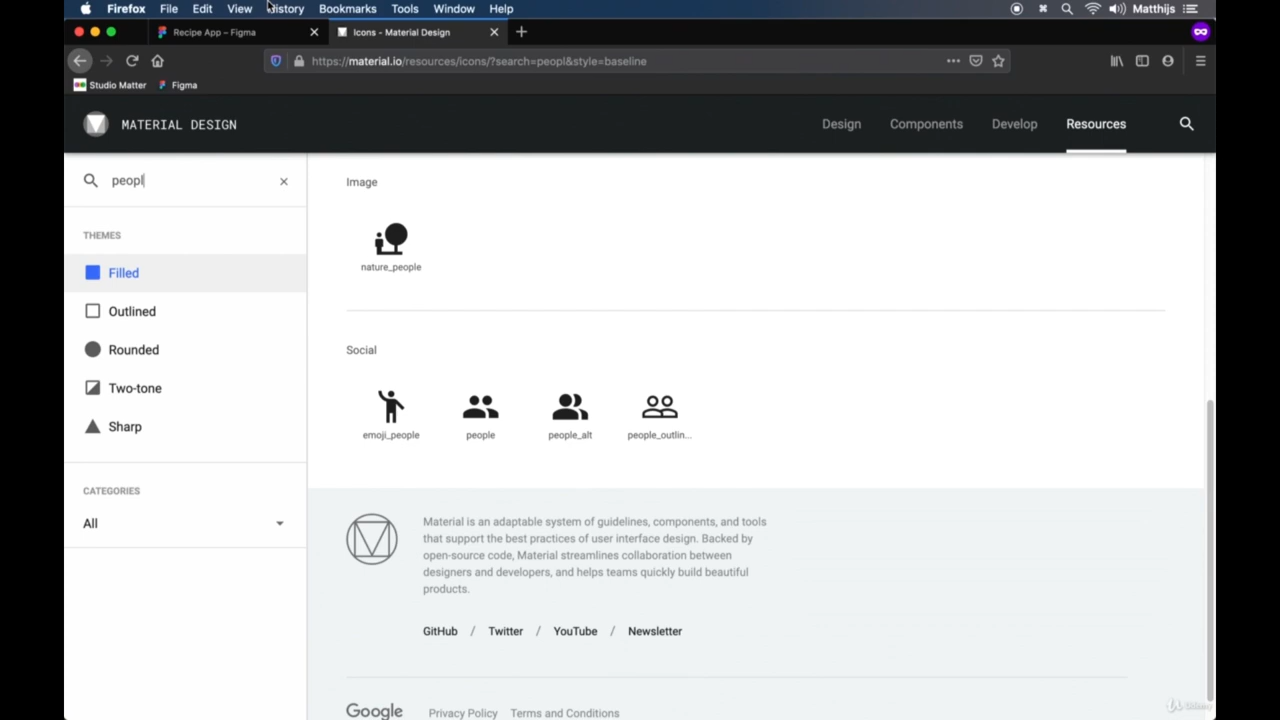 Firefox File Edit View History Bookmarks Tools Window Help Matthijs
Recipe App – Figma Icons - Material Design
https://material.io/resources/icons/?search=peopl&style=baseline
Studio Matter Figma
MATERIAL DESIGN Design Components Develop Resources
peopl
THEMES
Filled
Outlined
Rounded
Two-tone
Sharp
CATEGORIES
All
Image
nature_people
Social
emoji_people people people_alt people_outlin...
Material is an adaptable system of guidelines, components, and tools
that support the best practices of user interface design. Backed by
open-source code, Material streamlines collaboration between
designers and developers, and helps teams quickly build beautiful
products.
GitHub / Twitter / YouTube / Newsletter
Google Privacy Policy Terms and Conditions
Udemy